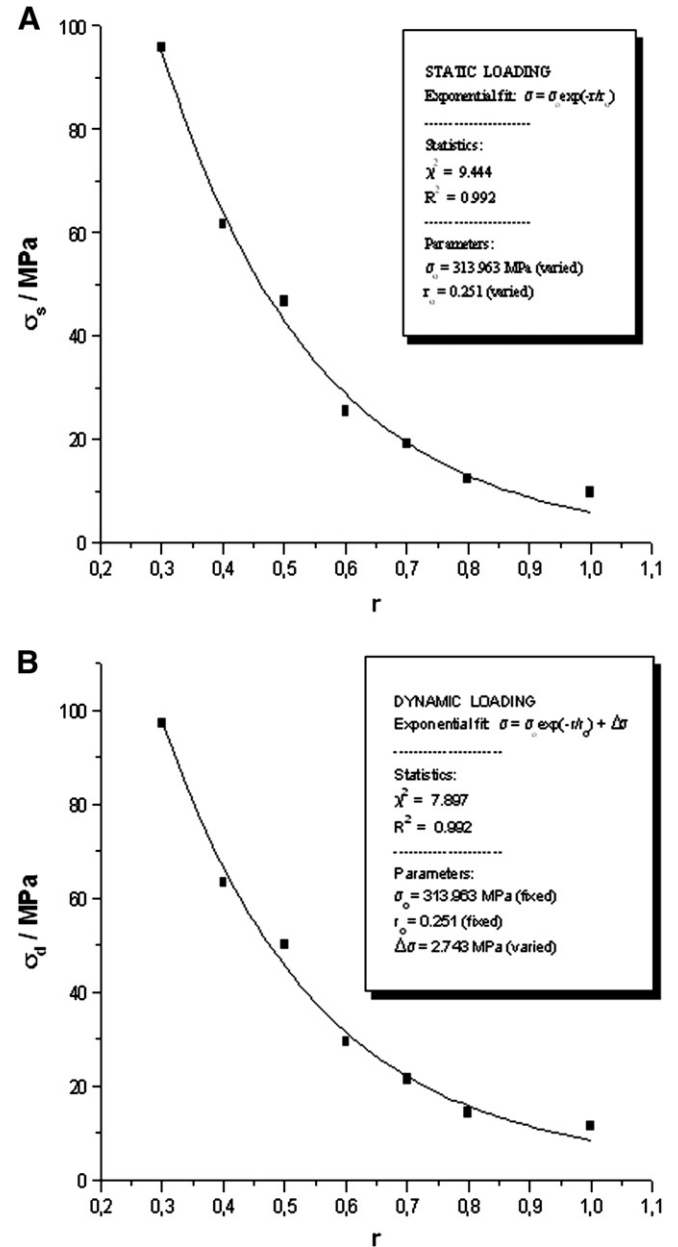 A
100
80
60
40
20
0
σs / MPa
0,2 0,3 0,4 0,5 0,6 0,7 0,8 0,9 1,0 1,1
r
STATIC LOADING
Exponential fit: σ = σo exp(-r/ro)
----------------------
Statistics:
χ² = 9.444
R² = 0.992
----------------------
Parameters:
σo = 313.963 MPa (varied)
ro = 0.251 (varied)
B
100
80
60
40
20
0
σd / MPa
0,2 0,3 0,4 0,5 0,6 0,7 0,8 0,9 1,0 1,1
r
DYNAMIC LOADING
Exponential fit: σ = σo exp(-r/ro) + Δσ
----------------------
Statistics:
χ² = 7.897
R² = 0.992
----------------------
Parameters:
σo = 313.963 MPa (fixed)
ro = 0.251 (fixed)
Δσ = 2.743 MPa (varied)